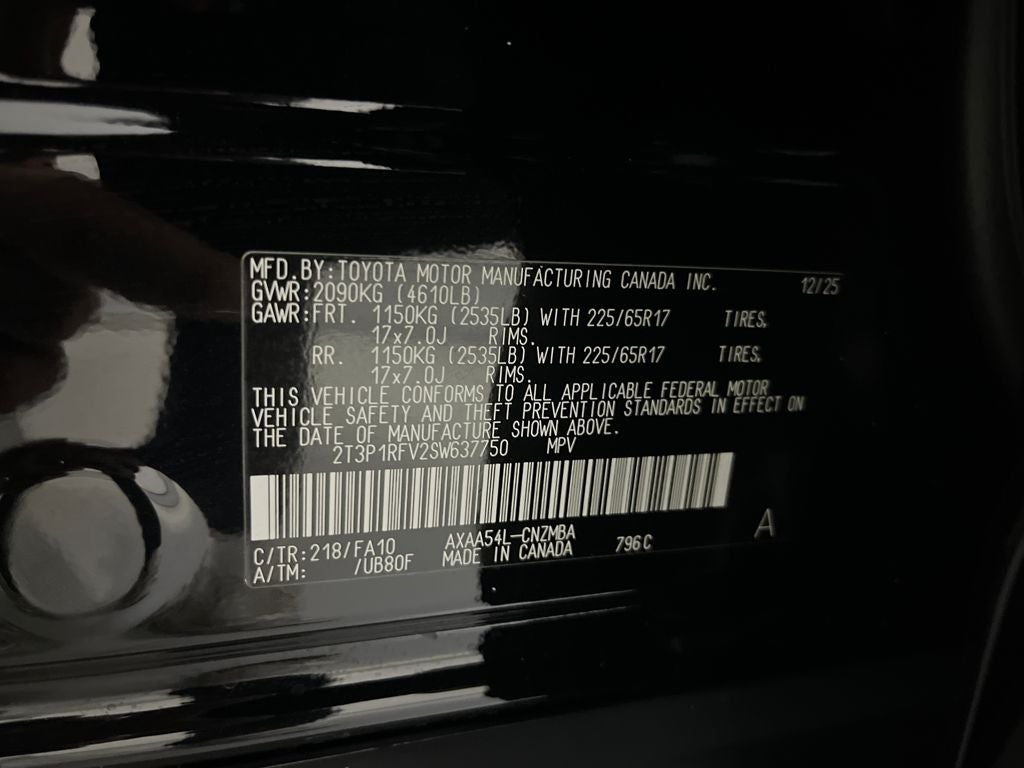 MFD.BY:TOYOTA MOTOR MANUFACTURING CANADA INC. 12/25
GVWR:2090KG (4610LB)
GAWR:FRT. 1150KG (2535LB) WITH 225/65R17 TIRES,
17x7.0J RIMS.
RR. 1150KG (2535LB) WITH 225/65R17 TIRES,
17x7.0J RIMS.
THIS VEHICLE CONFORMS TO ALL APPLICABLE FEDERAL MOTOR
VEHICLE SAFETY AND THEFT PREVENTION STANDARDS IN EFFECT ON
THE DATE OF MANUFACTURE SHOWN ABOVE.
2T3P1RFV2SW637750 MPV
C/TR:218/FA10 AXAA54L-CNZMBA 796C A
A/TM: /UB80F MADE IN CANADA